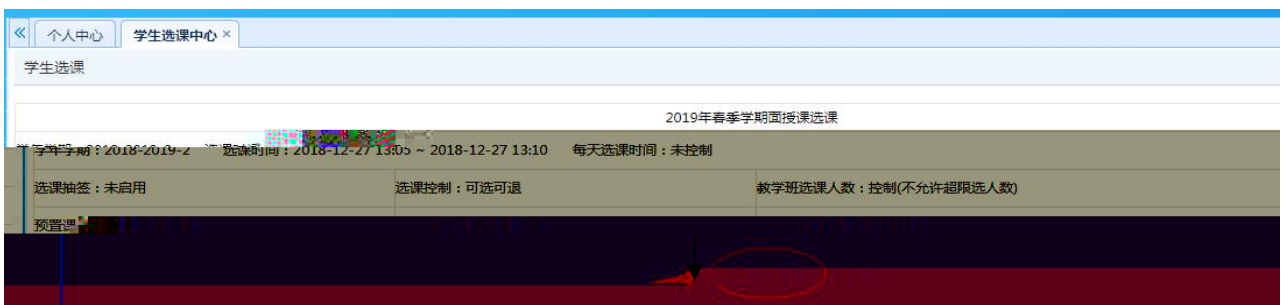 个人中心 学生选课中心 ×
学生选课
2019年春季学期面授课选课
学年学期：2018-2019-2 选课时间：2018-12-27 13:05 ~ 2018-12-27 13:10 每天选课时间：未控制
选课抽签：未启用 选课控制：可选可退 教学班选课人数：控制(不允许超限选人数)
预置课